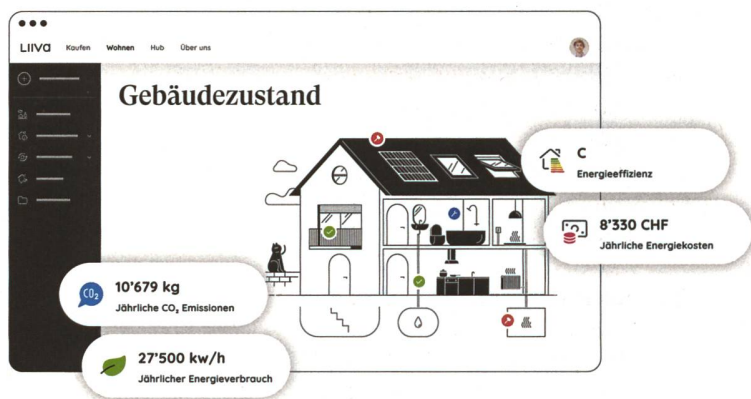 LIIVA
Kaufen Wohnen Hub Über uns
Gebäudezustand
C
Energieeffizienz
8'330 CHF
Jährliche Energiekosten
CO₂
10'679 kg
Jährliche CO₂ Emissionen
27'500 kw/h
Jährlicher Energieverbrauch